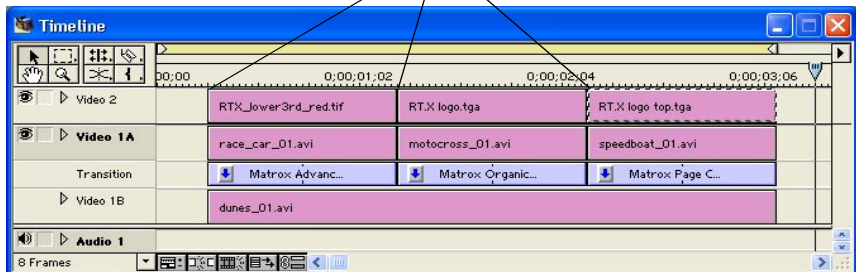 Timeline
00;00 0;00;01;02 0;00;02;04 0;00;03;06
Video 2
RTX_lower3rd_red.tif RT.X logo.tga RT.X logo top.tga
Video 1A
race_car_01.avi motocross_01.avi speedboat_01.avi
Transition
Matrox Advanc... Matrox Organic... Matrox Page C...
Video 1B
dunes_01.avi
Audio 1
8 Frames